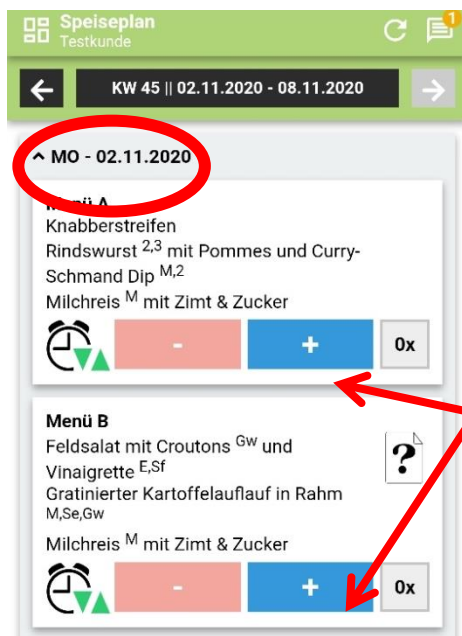 Speiseplan
1
Testkunde
KW 45 || 02.11.2020 - 08.11.2020
MO - 02.11.2020
Menü A
Knabberstreifen
Rindswurst 2,3 mit Pommes und Curry-
Schmand Dip M,2
Milchreis M mit Zimt & Zucker
- + 0x
Menü B
Feldsalat mit Croutons Gw und
Vinaigrette E,Sf
?
Gratinierter Kartoffelauflauf in Rahm
M,Se,Gw
Milchreis M mit Zimt & Zucker
- + 0x